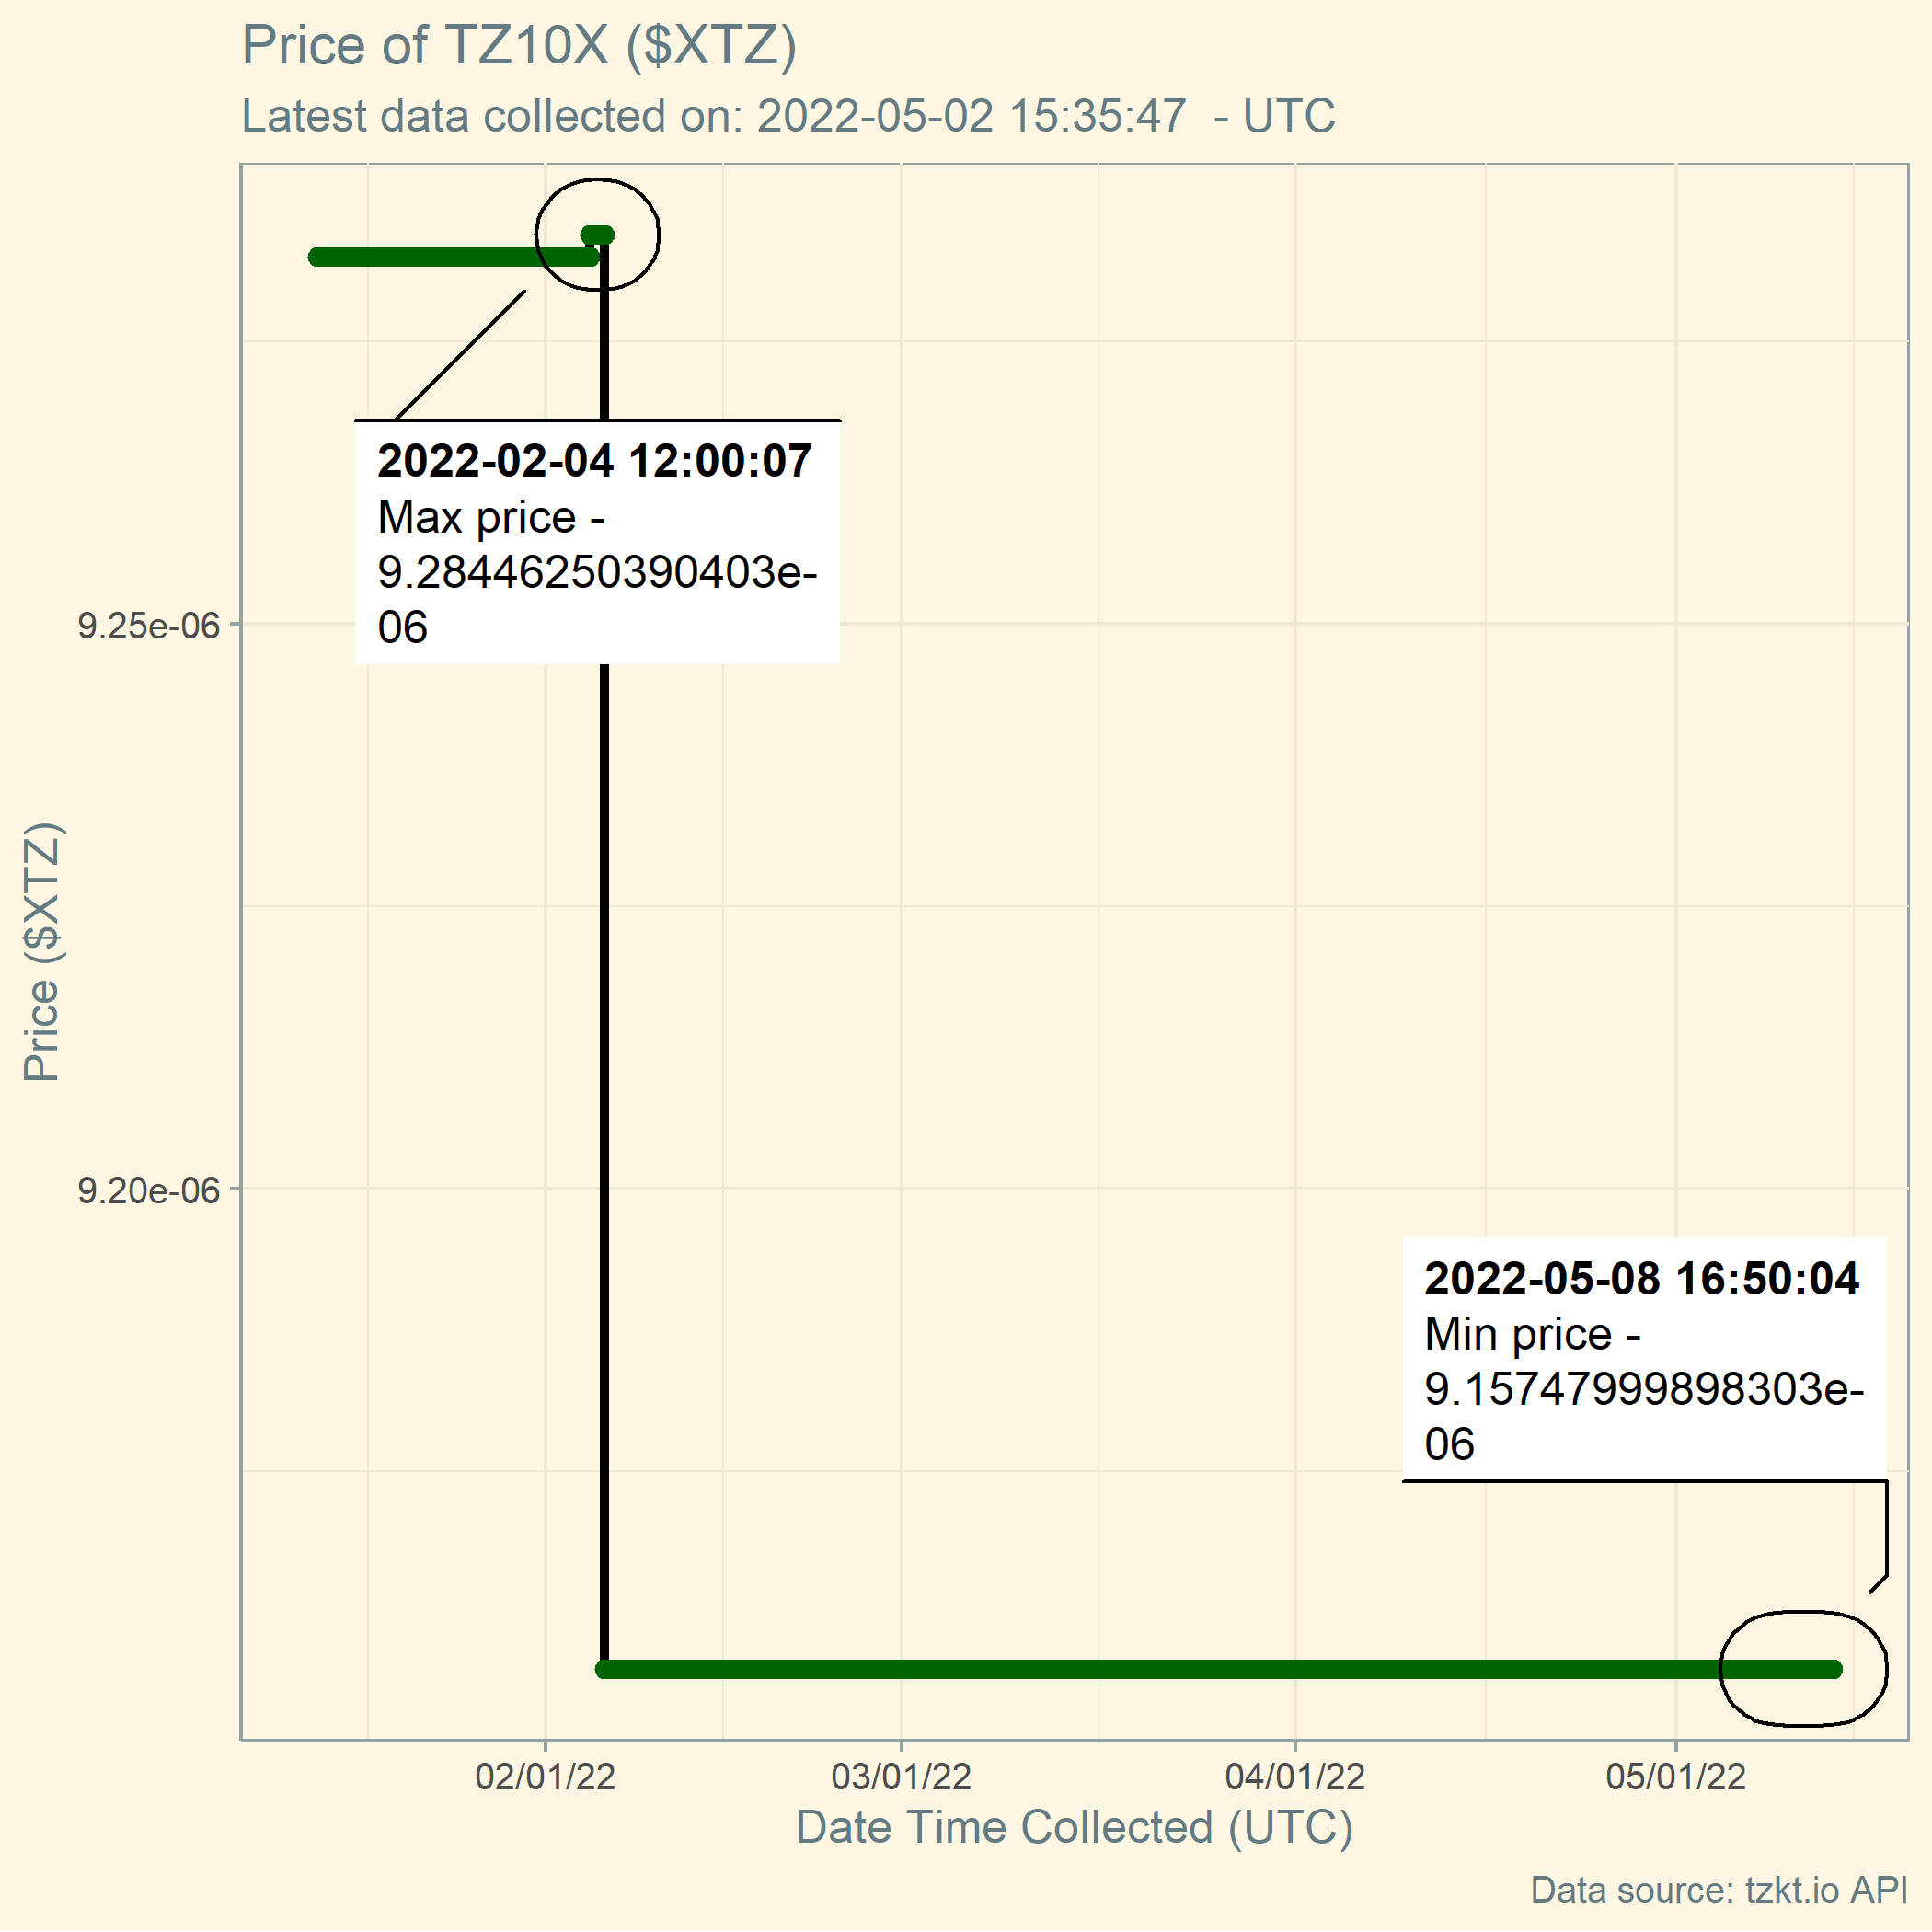 Price of TZ10X ($XTZ)
Latest data collected on: 2022-05-02 15:35:47  - UTC
2022-02-04 12:00:07
Max price -
9.28446250390403e-
06
9.25e-06
Price ($XTZ)
9.20e-06
2022-05-08 16:50:04
Min price -
9.15747999898303e-
06
02/01/22
03/01/22
04/01/22
05/01/22
Date Time Collected (UTC)
Data source: tzkt.io API